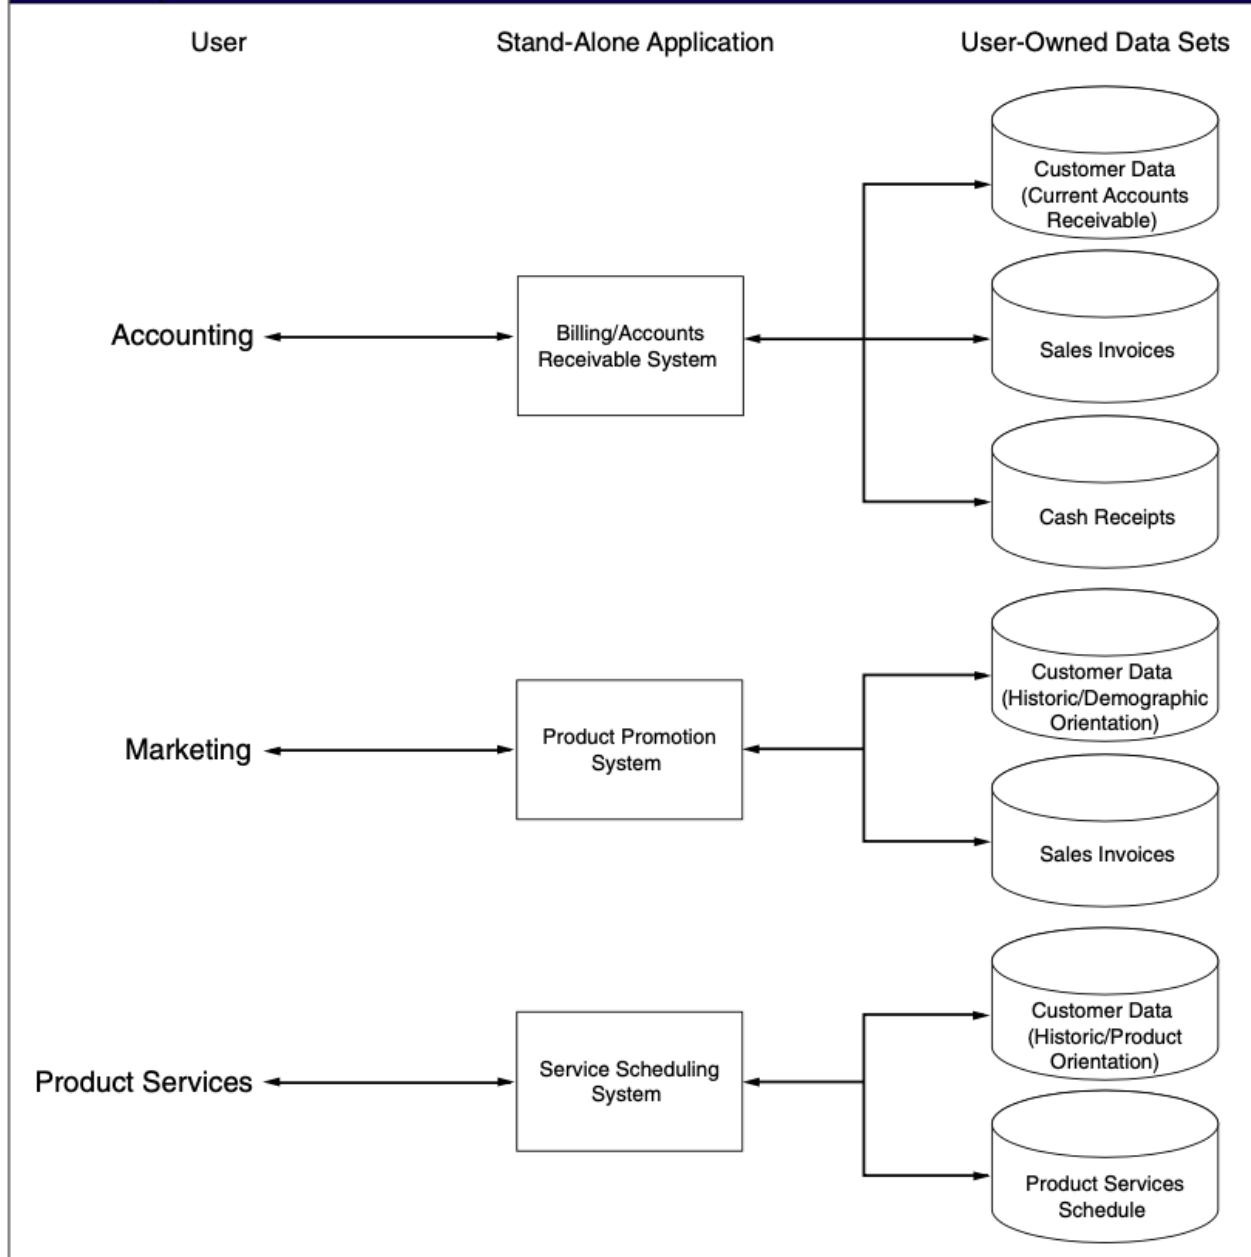 User
Stand-Alone Application
User-Owned Data Sets
Customer Data
(Current Accounts
Receivable)
Accounting
Billing/Accounts
Receivable System
Sales Invoices
Cash Receipts
Marketing
Product Promotion
System
Customer Data
(Historic/Demographic
Orientation)
Sales Invoices
Product Services
Service Scheduling
System
Customer Data
(Historic/Product
Orientation)
Product Services
Schedule